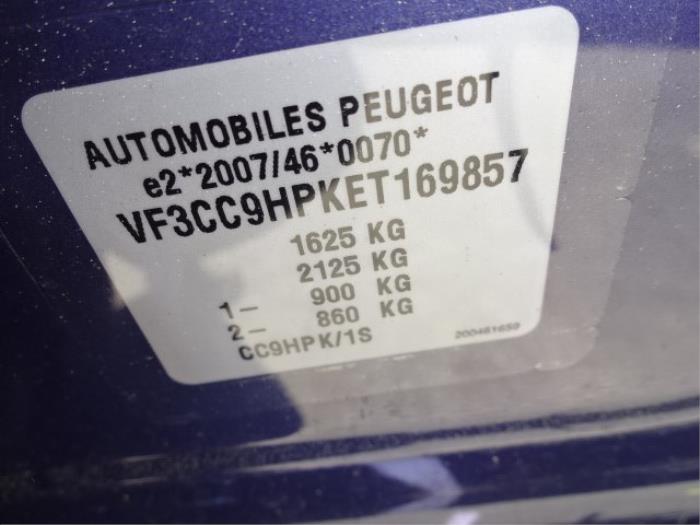 AUTOMOBILES PEUGEOT
e2*2007/46*0070*
VF3CC9HPKET169857
1625 KG
2125 KG
1- 900 KG
2- 860 KG
CC9HPK/1S
200461659